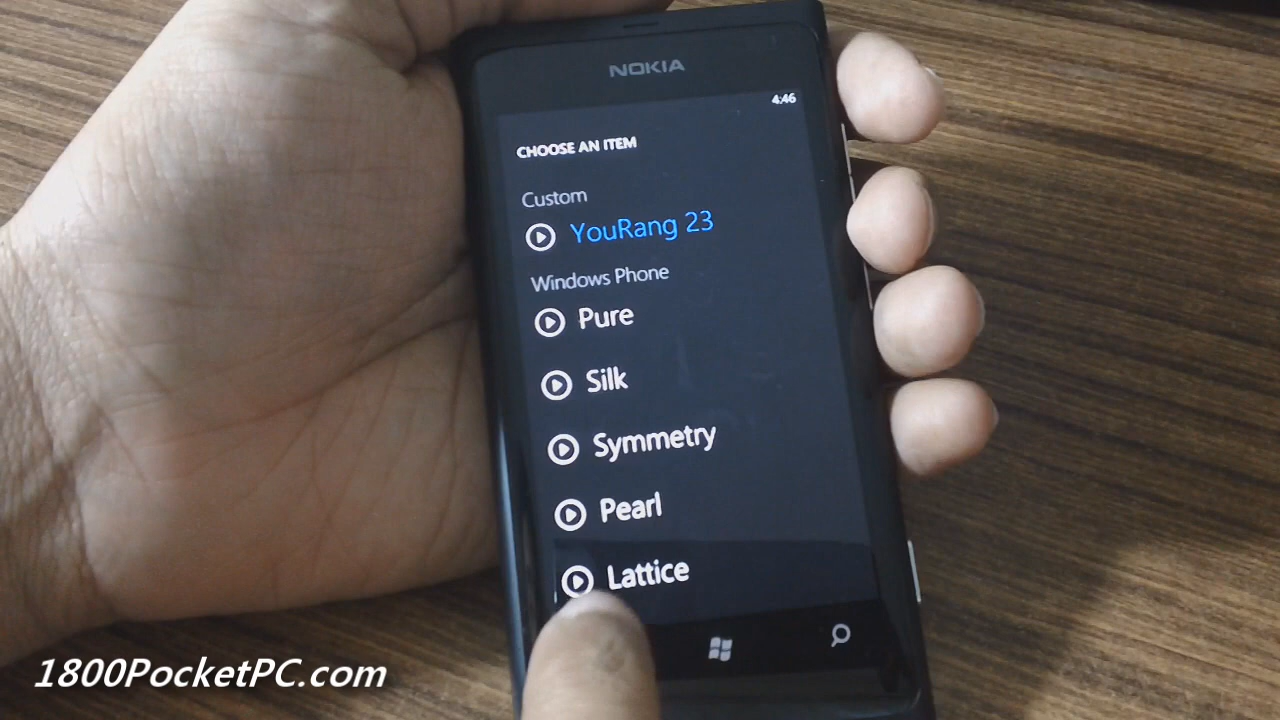 NOKIA
4:46
CHOOSE AN ITEM
Custom
YouRang 23
Windows Phone
Pure
Silk
Symmetry
Pearl
Lattice
1800PocketPC.com